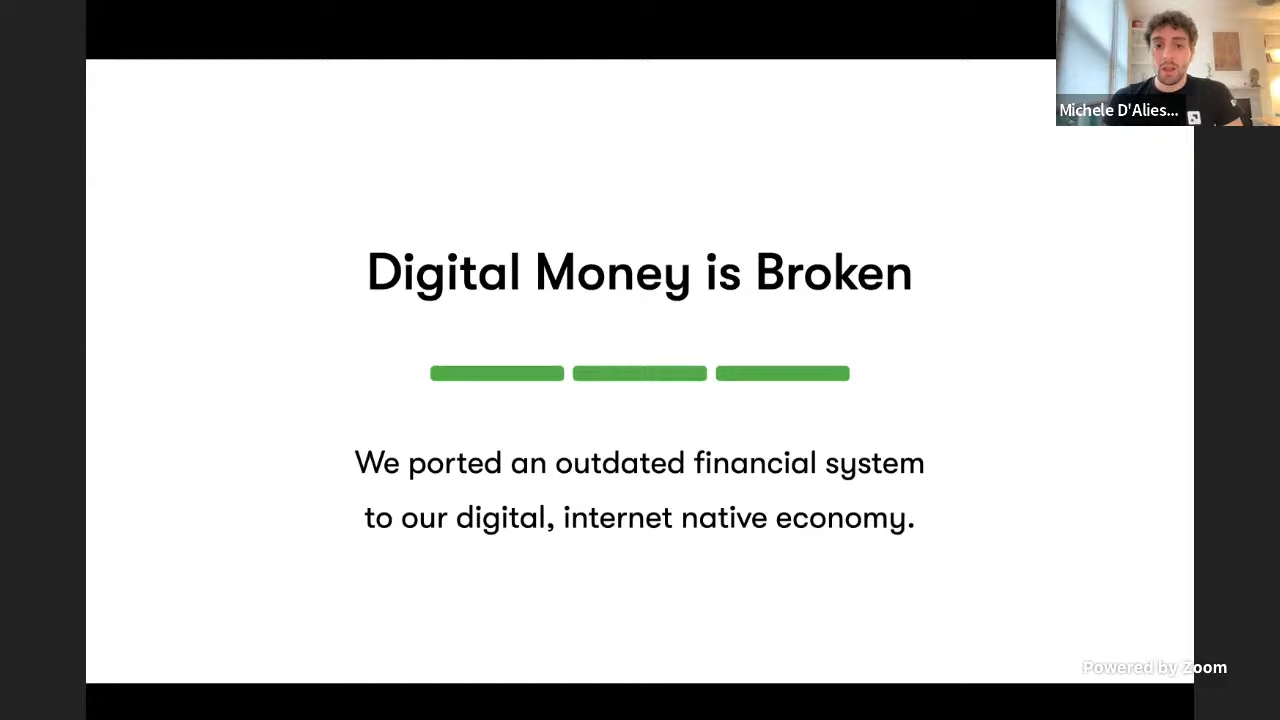 Michele D'Alies...
Digital Money is Broken
We ported an outdated financial system
to our digital, internet native economy.
Powered by Zoom